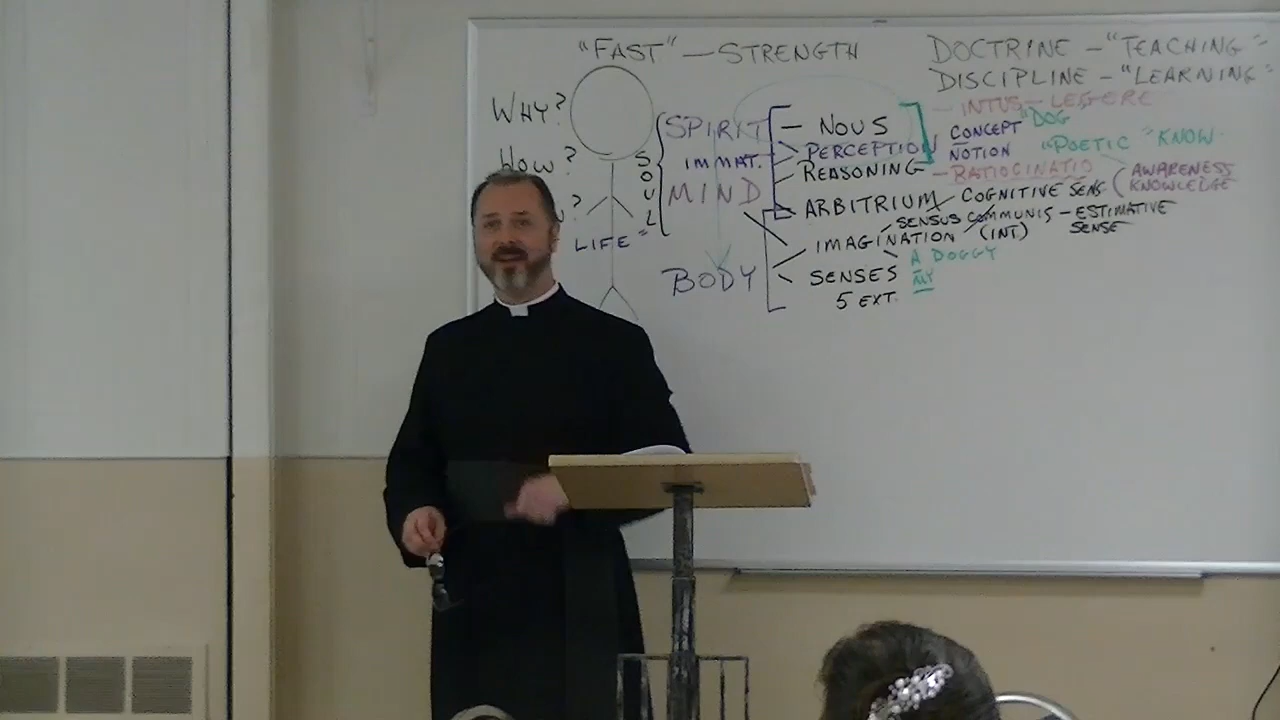 "FAST" — STRENGTH
DOCTRINE - "TEACHING"
DISCIPLINE - "LEARNING"
- INTUS - LEGERE
WHY?
SPIRIT
- NOUS
CONCEPT "DOG
HOW?
IMMAT.
PERCEPTION
NOTION
"POETIC" KNOW.
SOUL
MIND
REASONING
- RATIOCINATIO
AWARENESS
KNOWLEDGE
?
ARBITRIUM
COGNITIVE SENS
SENSUS COMMUNIS - ESTIMATIVE
SENSE
LIFE"
IMAGINATION (INT)
BODY
SENSES
A DOGGY
MY
5 EXT.